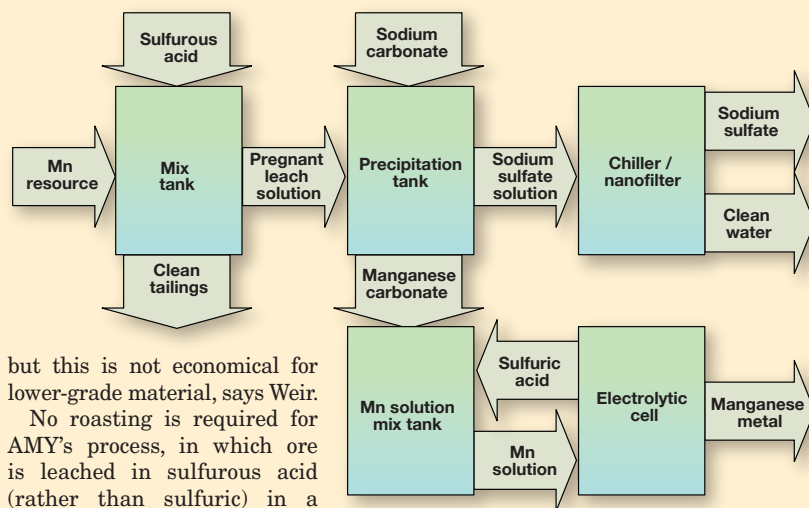 Sulfurous
acid
Sodium
carbonate
Mn
resource
Mix
tank
Pregnant
leach
solution
Precipitation
tank
Sodium
sulfate
solution
Chiller /
nanofilter
Sodium
sulfate
Clean
water
Clean
tailings
Manganese
carbonate
Mn solution
mix tank
Sulfuric
acid
Mn
solution
Electrolytic
cell
Manganese
metal
but this is not economical for
lower-grade material, says Weir.
No roasting is required for
AMY's process, in which ore
is leached in sulfurous acid
(rather than sulfuric) in a